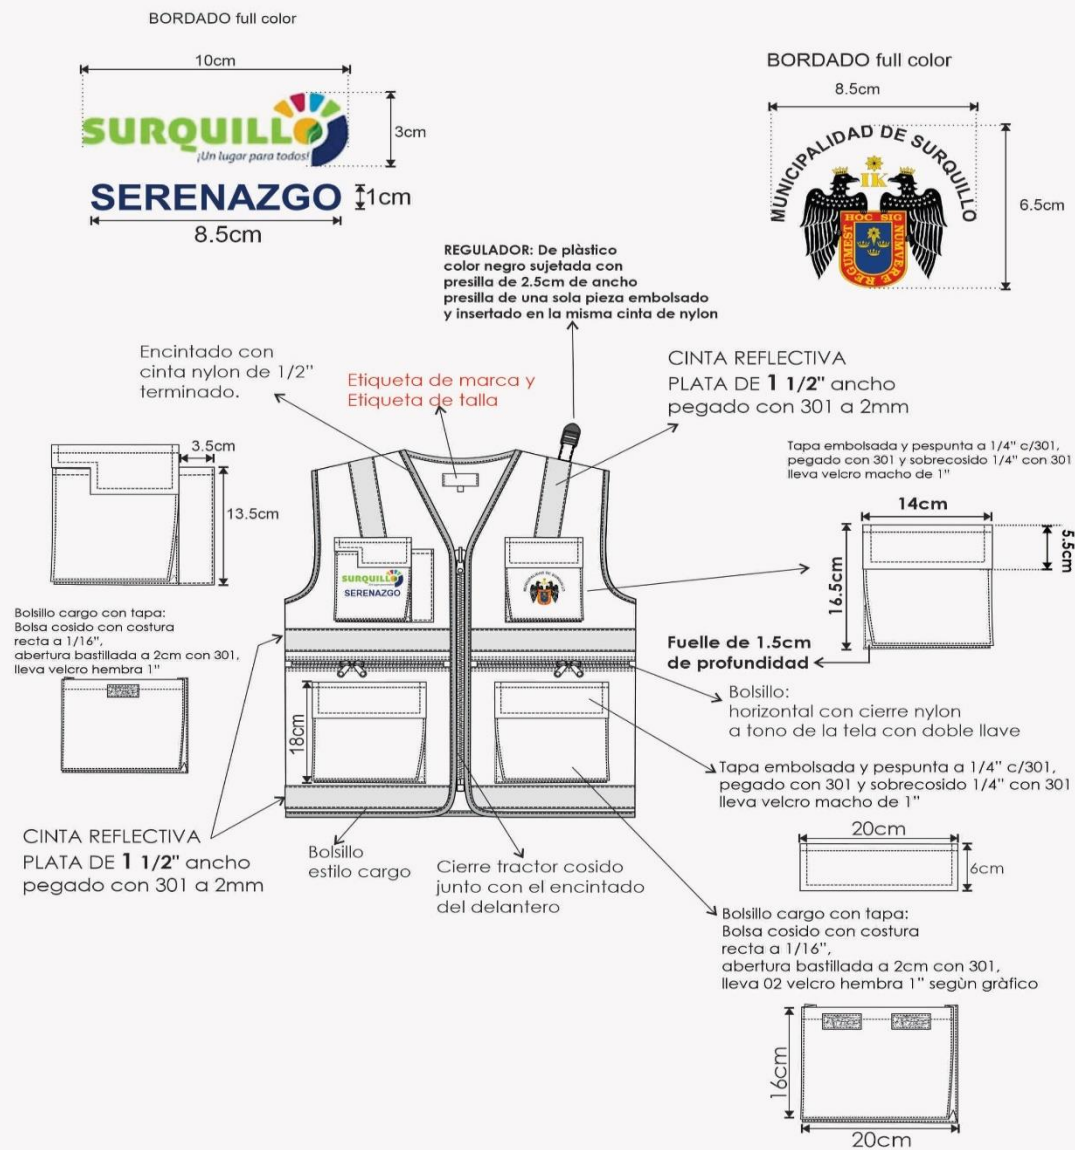 BORDADO full color
10cm
SURQUILLO
¡Un lugar para todos!
3cm
SERENAZGO
1cm
8.5cm
BORDADO full color
8.5cm
MUNICIPALIDAD DE SURQUILLO
IK
HOC SIG NUMVERE REGUMEST
6.5cm
REGULADOR: De plàstico
color negro sujetada con
presilla de 2.5cm de ancho
presilla de una sola pieza embolsado
y insertado en la misma cinta de nylon
Encintado con
cinta nylon de 1/2"
terminado.
Etiqueta de marca y
Etiqueta de talla
CINTA REFLECTIVA
PLATA DE 1 1/2" ancho
pegado con 301 a 2mm
3.5cm
13.5cm
Tapa embolsada y pespunta a 1/4" c/301,
pegado con 301 y sobrecosido 1/4" con 301
lleva velcro macho de 1"
14cm
5.5cm
16.5cm
Fuelle de 1.5cm
de profundidad
SURQUILLO
SERENAZGO
Bolsillo cargo con tapa:
Bolsa cosido con costura
recta a 1/16",
abertura bastillada a 2cm con 301,
lleva velcro hembra 1"
18cm
Bolsillo:
horizontal con cierre nylon
a tono de la tela con doble llave
Tapa embolsada y pespunta a 1/4" c/301,
pegado con 301 y sobrecosido 1/4" con 301
lleva velcro macho de 1"
20cm
6cm
CINTA REFLECTIVA
PLATA DE 1 1/2" ancho
pegado con 301 a 2mm
Bolsillo
estilo cargo
Cierre tractor cosido
junto con el encintado
del delantero
Bolsillo cargo con tapa:
Bolsa cosido con costura
recta a 1/16",
abertura bastillada a 2cm con 301,
lleva 02 velcro hembra 1" segùn gràfico
16cm
20cm